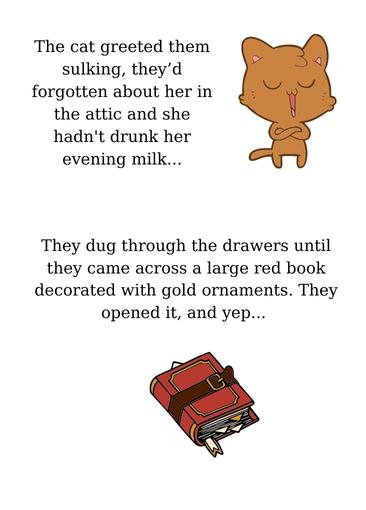 The cat greeted them
sulking, they’d
forgotten about her in
the attic and she
hadn't drunk her
evening milk...
They dug through the drawers until
they came across a large red book
decorated with gold ornaments. They
opened it, and yep...